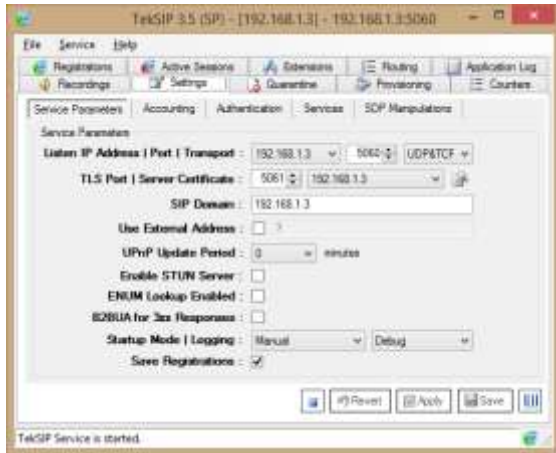 TekSIP 3.5 (SP) - [192.168.1.3] - 192.168.1.3:5060
File Service Help
Registrations Active Sessions Extensions Routing Application Log
Recordings Settings Quarantine Provisioning Counters
Service Parameters Accounting Authentication Services SDP Manipulations
Service Parameters
Listen IP Address | Port | Transport : 192.168.1.3 5060 UDP&TCP
TLS Port | Server Certificate : 5061 192.168.1.3
SIP Domain : 192.168.1.3
Use External Address : ?
UPnP Update Period : 0 minutes
Enable STUN Server :
ENUM Lookup Enabled :
B2BUA for 3xx Responses :
Startup Mode | Logging : Manual Debug
Save Registrations :
Revert Apply Save
TekSIP Service is started.